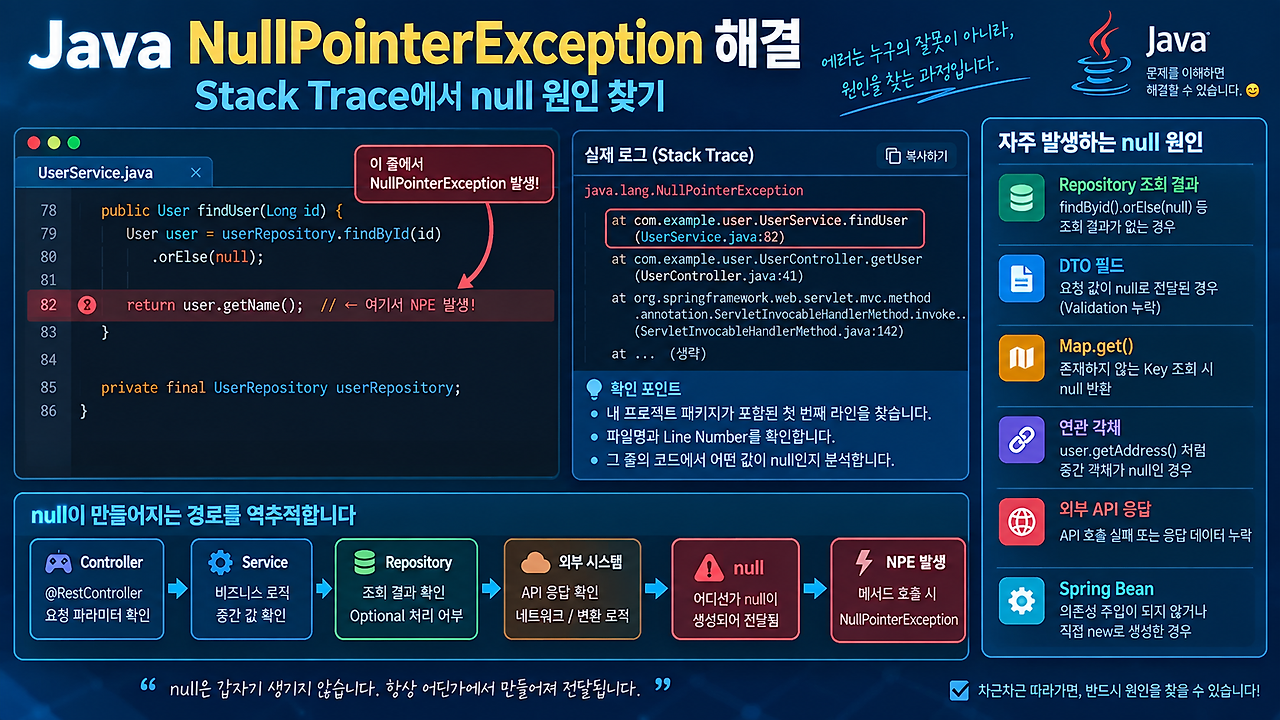 Java NullPointerException 해결
Stack Trace에서 null 원인 찾기
에러는 누구의 잘못이 아니라,
원인을 찾는 과정입니다.
Java
문제를 이해하면
해결할 수 있습니다. 😊
UserService.java ×
이 줄에서
NullPointerException 발생!
78 public User findUser(Long id) {
79 User user = userRepository.findById(id)
80 .orElse(null);
81
82 return user.getName(); // ← 여기서 NPE 발생!
83 }
84
85 private final UserRepository userRepository;
86 }
실제 로그 (Stack Trace)
복사하기
java.lang.NullPointerException
at com.example.user.UserService.findUser
(UserService.java:82)
at com.example.user.UserController.getUser
(UserController.java:41)
at org.springframework.web.servlet.mvc.method
.annotation.ServletInvocableHandlerMethod.invoke..
(ServletInvocableHandlerMethod.java:142)
at ... (생략)
확인 포인트
• 내 프로젝트 패키지가 포함된 첫 번째 라인을 찾습니다.
• 파일명과 Line Number를 확인합니다.
• 그 줄의 코드에서 어떤 값이 null인지 분석합니다.
자주 발생하는 null 원인
Repository 조회 결과
findByid().orElse(null) 등
조회 결과가 없는 경우
DTO 필드
요청 값이 null로 전달된 경우
(Validation 누락)
Map.get()
존재하지 않는 Key 조회 시
null 반환
연관 각채
user.getAddress() 처럼
중간 객채가 null인 경우
외부 API 응답
API 호출 실패 또는 응답 데이터 누락
Spring Bean
의존성 주입이 되지 않거나
직접 new로 생성한 경우
null이 만들어지는 경로를 역추적합니다
Controller
@RestController
요청 파라미터 확인
Service
비즈니스 로직
중간 값 확인
Repository
조회 결과 확인
Optional 처리 어부
외부 시스템
API 응답 확인
네트워크 / 변환 로적
null
어디선가 null이
생성되어 전달됨
NPE 발생
메서드 호출 시
NullPointerException
“ null은 갑자기 생기지 않습니다. 항상 어딘가에서 만들어져 전달됩니다. ”
차근차근 따라가면, 반드시 원인을 찾을 수 있습니다!